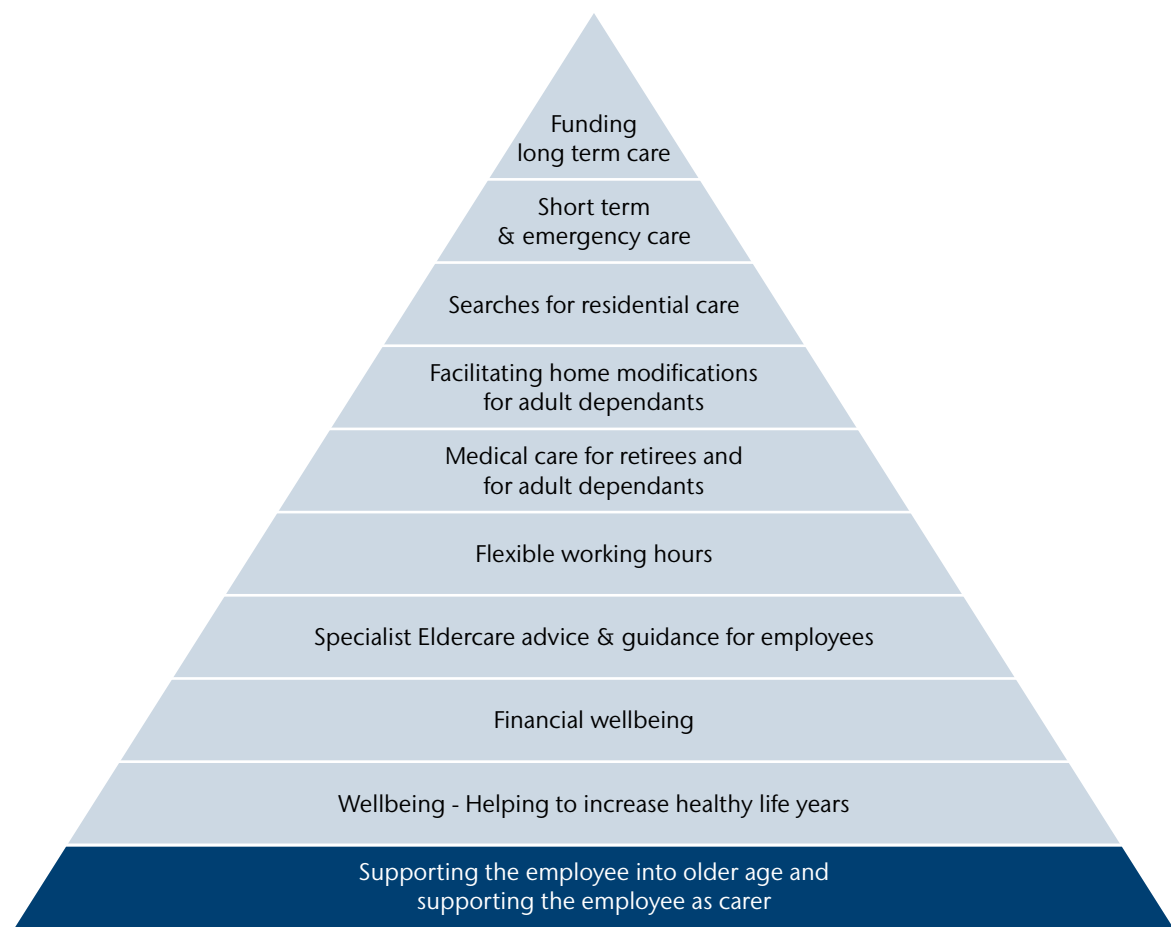 Funding
long term care
Short term
& emergency care
Searches for residential care
Facilitating home modifications
for adult dependants
Medical care for retirees and
for adult dependants
Flexible working hours
Specialist Eldercare advice & guidance for employees
Financial wellbeing
Wellbeing - Helping to increase healthy life years
Supporting the employee into older age and
supporting the employee as carer